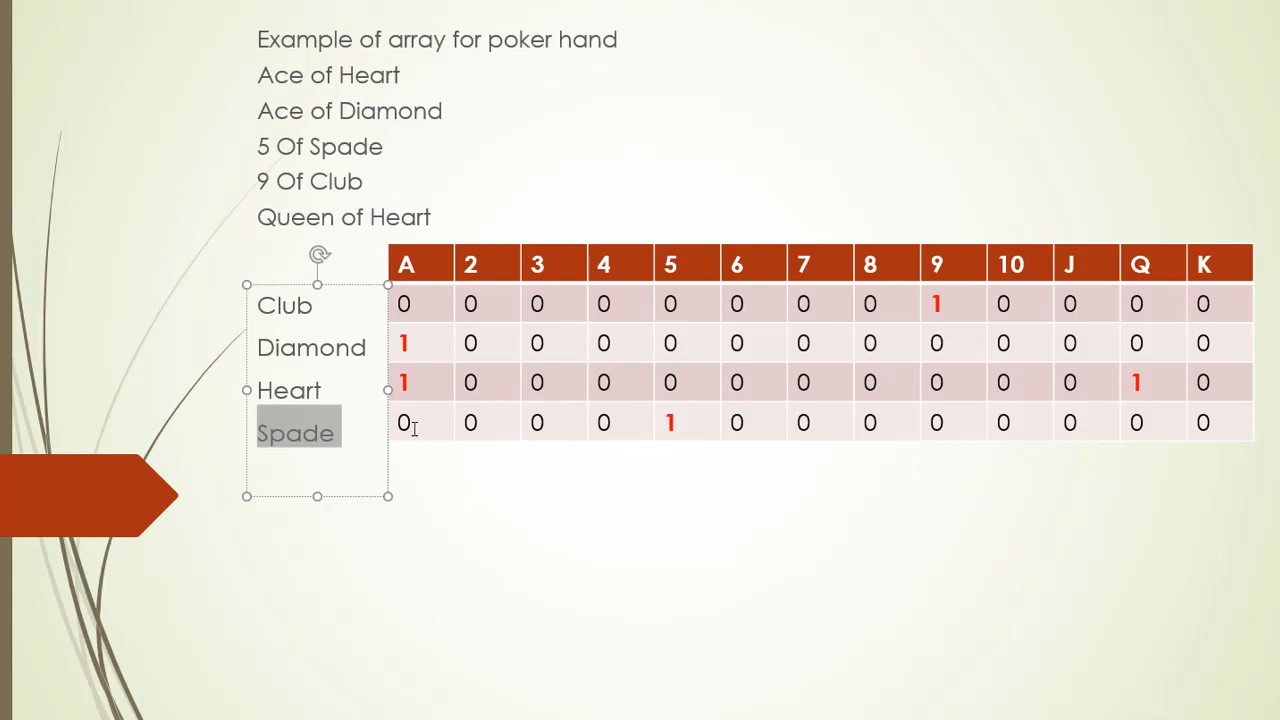 Example of array for poker hand
Ace of Heart
Ace of Diamond
5 Of Spade
9 Of Club
Queen of Heart
A 2 3 4 5 6 7 8 9 10 J Q K
Club 0 0 0 0 0 0 0 0 1 0 0 0 0
Diamond 1 0 0 0 0 0 0 0 0 0 0 0 0
Heart 1 0 0 0 0 0 0 0 0 0 0 1 0
Spade 0 0 0 0 1 0 0 0 0 0 0 0 0